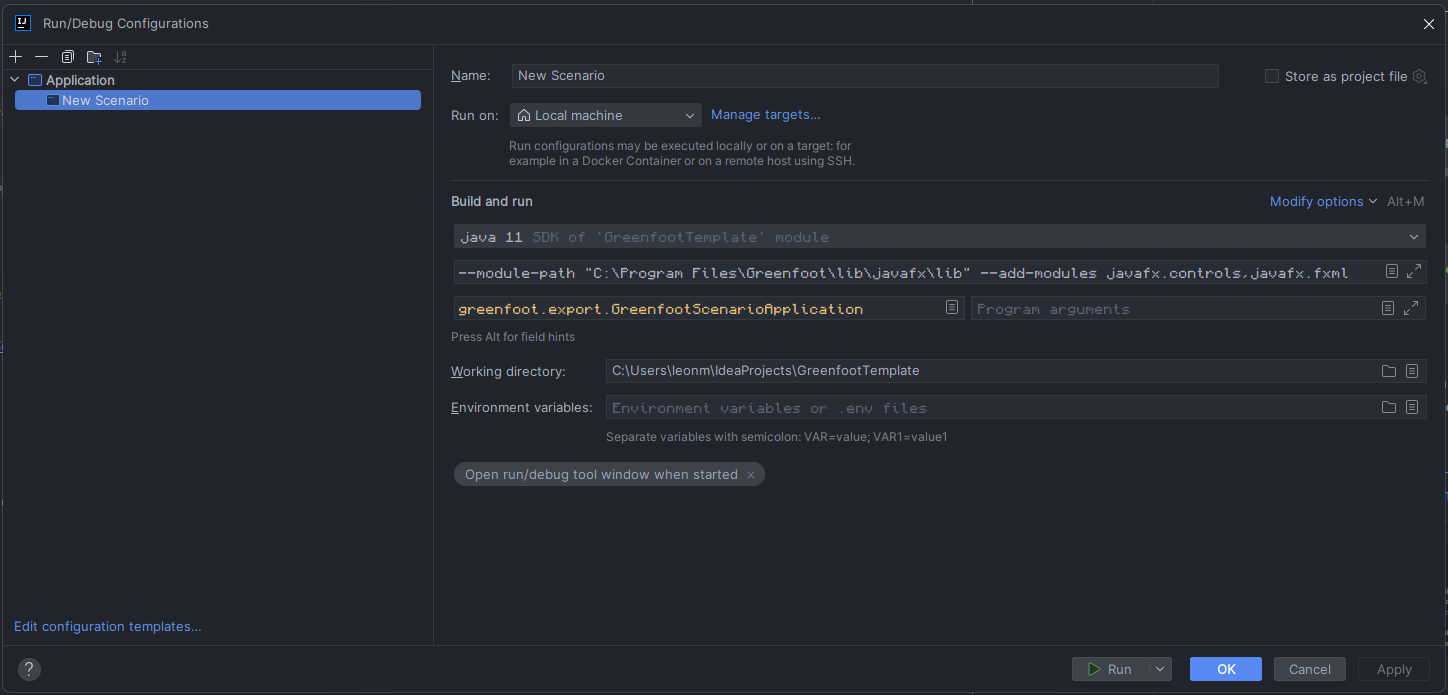 Run/Debug Configurations
Application
New Scenario
Edit configuration templates...
Name: New Scenario
Store as project file
Run on: Local machine Manage targets...
Run configurations may be executed locally or on a target: for
example in a Docker Container or on a remote host using SSH.
Build and run
Modify options Alt+M
java 11 SDK of 'GreenfootTemplate' module
--module-path "C:\Program Files\Greenfoot\lib\javafx\lib" --add-modules javafx.controls,javafx.fxml
greenfoot.export.GreenfootScenarioApplication Program arguments
Press Alt for field hints
Working directory: C:\Users\leonm\IdeaProjects\GreenfootTemplate
Environment variables: Environment variables or .env files
Separate variables with semicolon: VAR=value; VAR1=value1
Open run/debug tool window when started
? Run OK Cancel Apply